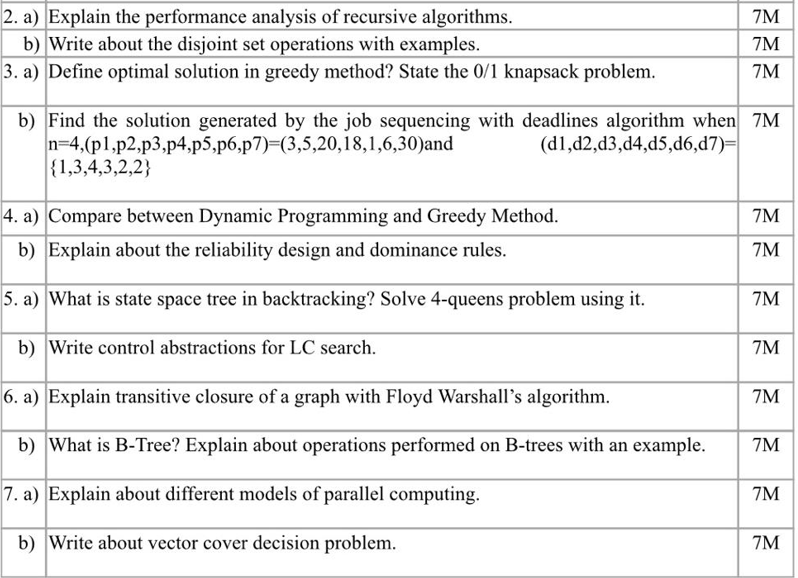 2. a) Explain the performance analysis of recursive algorithms. 7M
b) Write about the disjoint set operations with examples. 7M
3. a) Define optimal solution in greedy method? State the 0/1 knapsack problem. 7M
b) Find the solution generated by the job sequencing with deadlines algorithm when 7M
n=4,(p1,p2,p3,p4,p5,p6,p7)=(3,5,20,18,1,6,30)and (d1,d2,d3,d4,d5,d6,d7)=
{1,3,4,3,2,2}
4. a) Compare between Dynamic Programming and Greedy Method. 7M
b) Explain about the reliability design and dominance rules. 7M
5. a) What is state space tree in backtracking? Solve 4-queens problem using it. 7M
b) Write control abstractions for LC search. 7M
6. a) Explain transitive closure of a graph with Floyd Warshall's algorithm. 7M
b) What is B-Tree? Explain about operations performed on B-trees with an example. 7M
7. a) Explain about different models of parallel computing. 7M
b) Write about vector cover decision problem. 7M